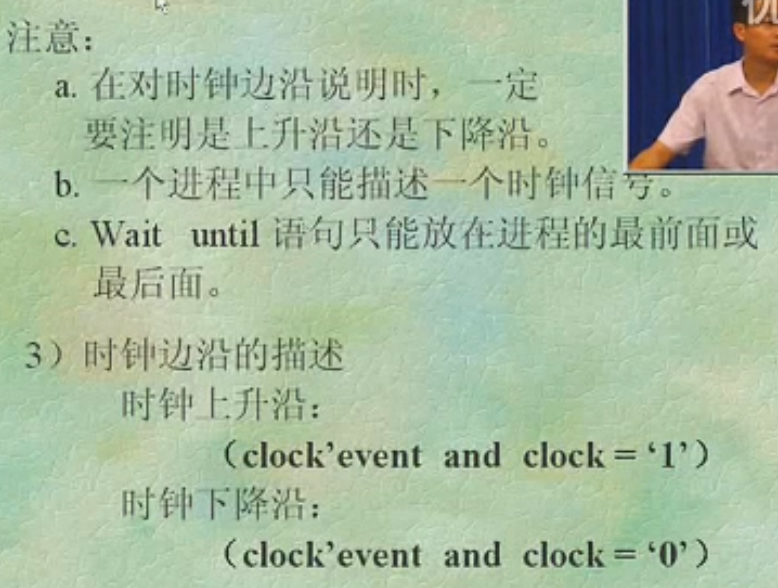 注意：
a. 在对时钟边沿说明时，一定
要注明是上升沿还是下降沿。
b. 一个进程中只能描述一个时钟信号。
c. Wait until 语句只能放在进程的最前面或
最后面。
3）时钟边沿的描述
时钟上升沿：
（clock’event and clock = ‘1’）
时钟下降沿：
（clock’event and clock = ‘0’）